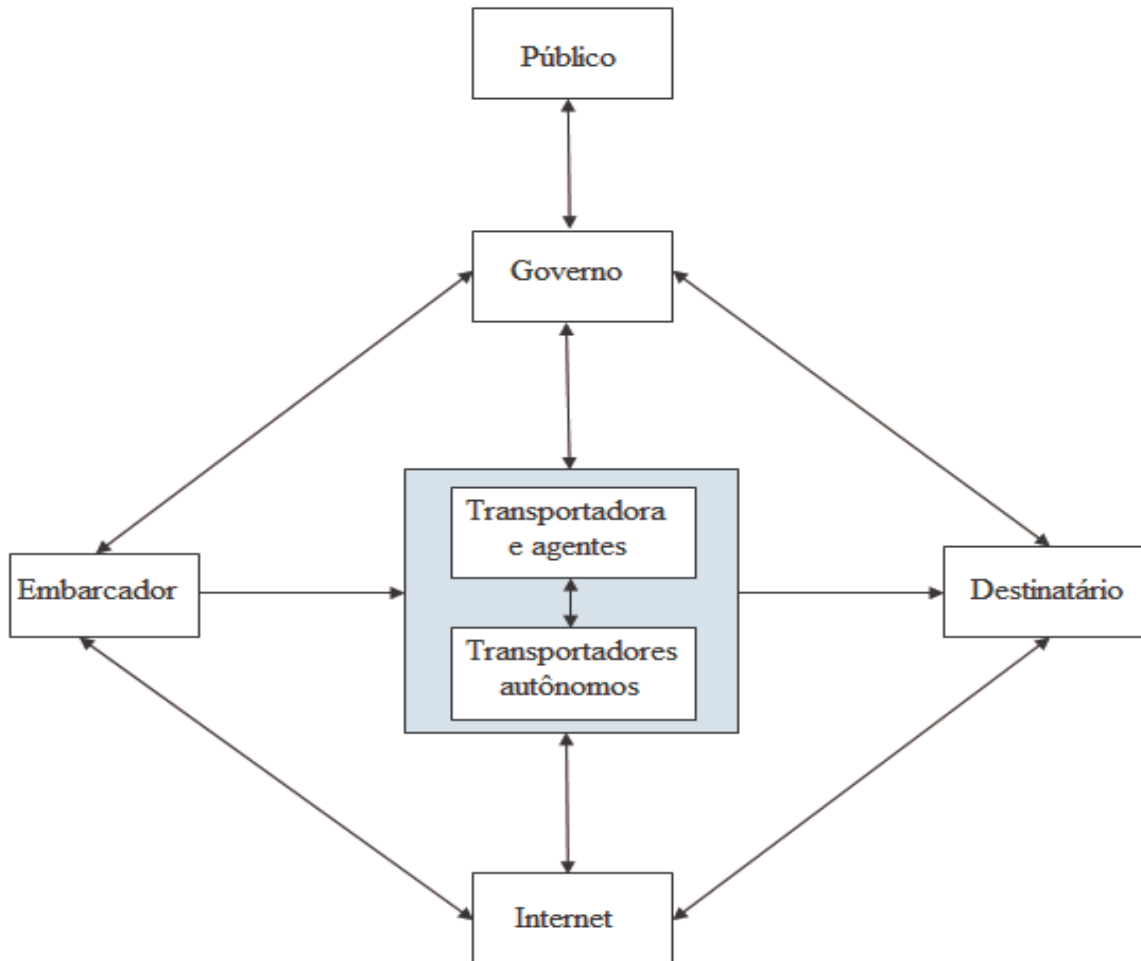 Público
Governo
Transportadora
e agentes
Embarcador
Destinatário
Transportadores
autônomos
Internet